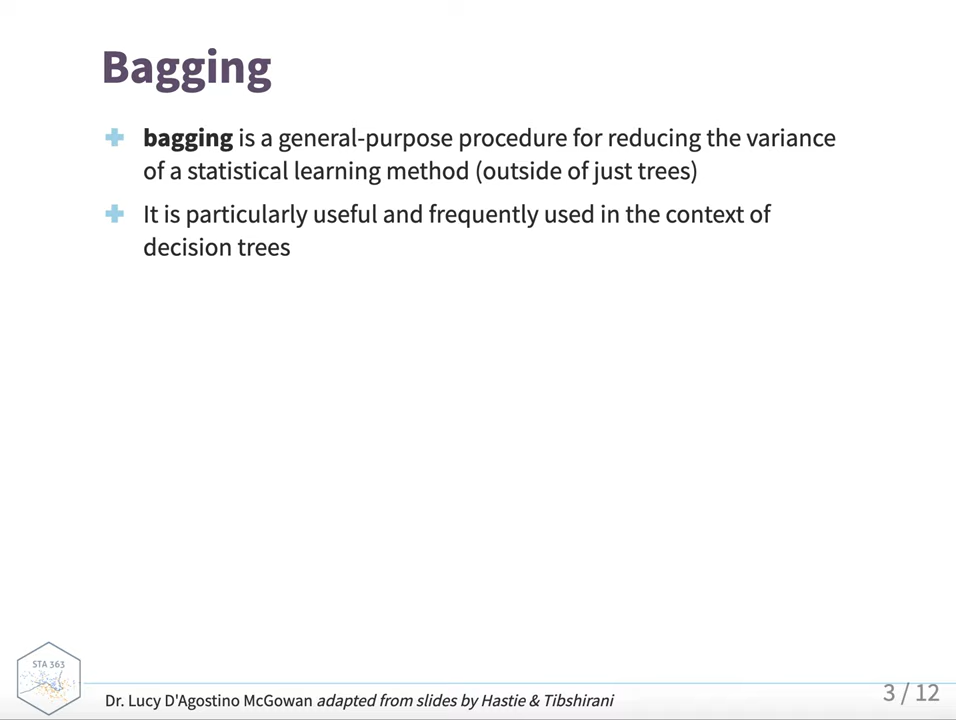 Bagging
bagging is a general-purpose procedure for reducing the variance
of a statistical learning method (outside of just trees)
It is particularly useful and frequently used in the context of
decision trees
STA 363
Dr. Lucy D'Agostino McGowan adapted from slides by Hastie & Tibshirani
3 / 12